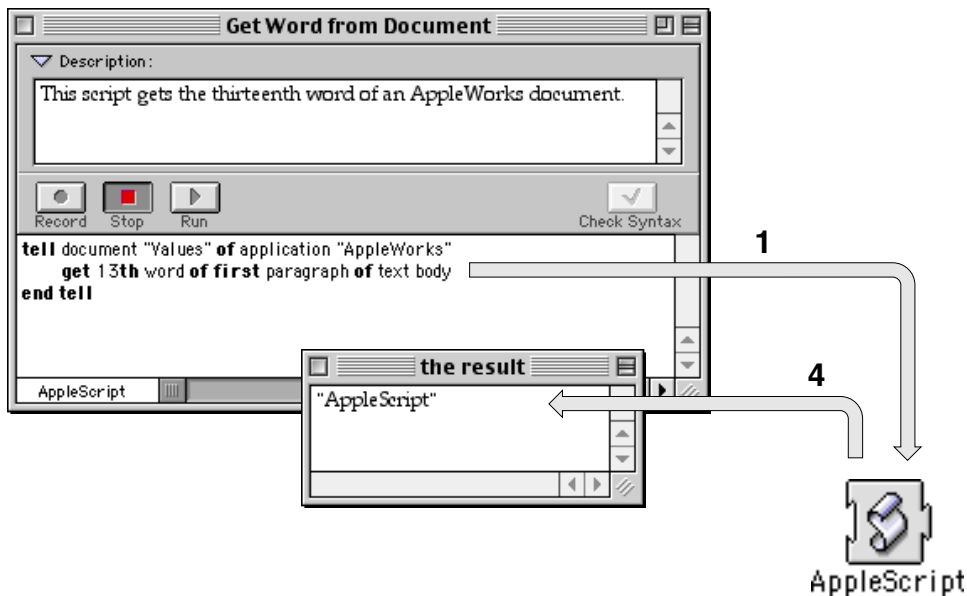 Get Word from Document
Description:
This script gets the thirteenth word of an AppleWorks document.
Record Stop Run Check Syntax
tell document "Values" of application "AppleWorks"
get 13th word of first paragraph of text body
end tell
1
the result
"AppleScript"
4
AppleScript
AppleScript